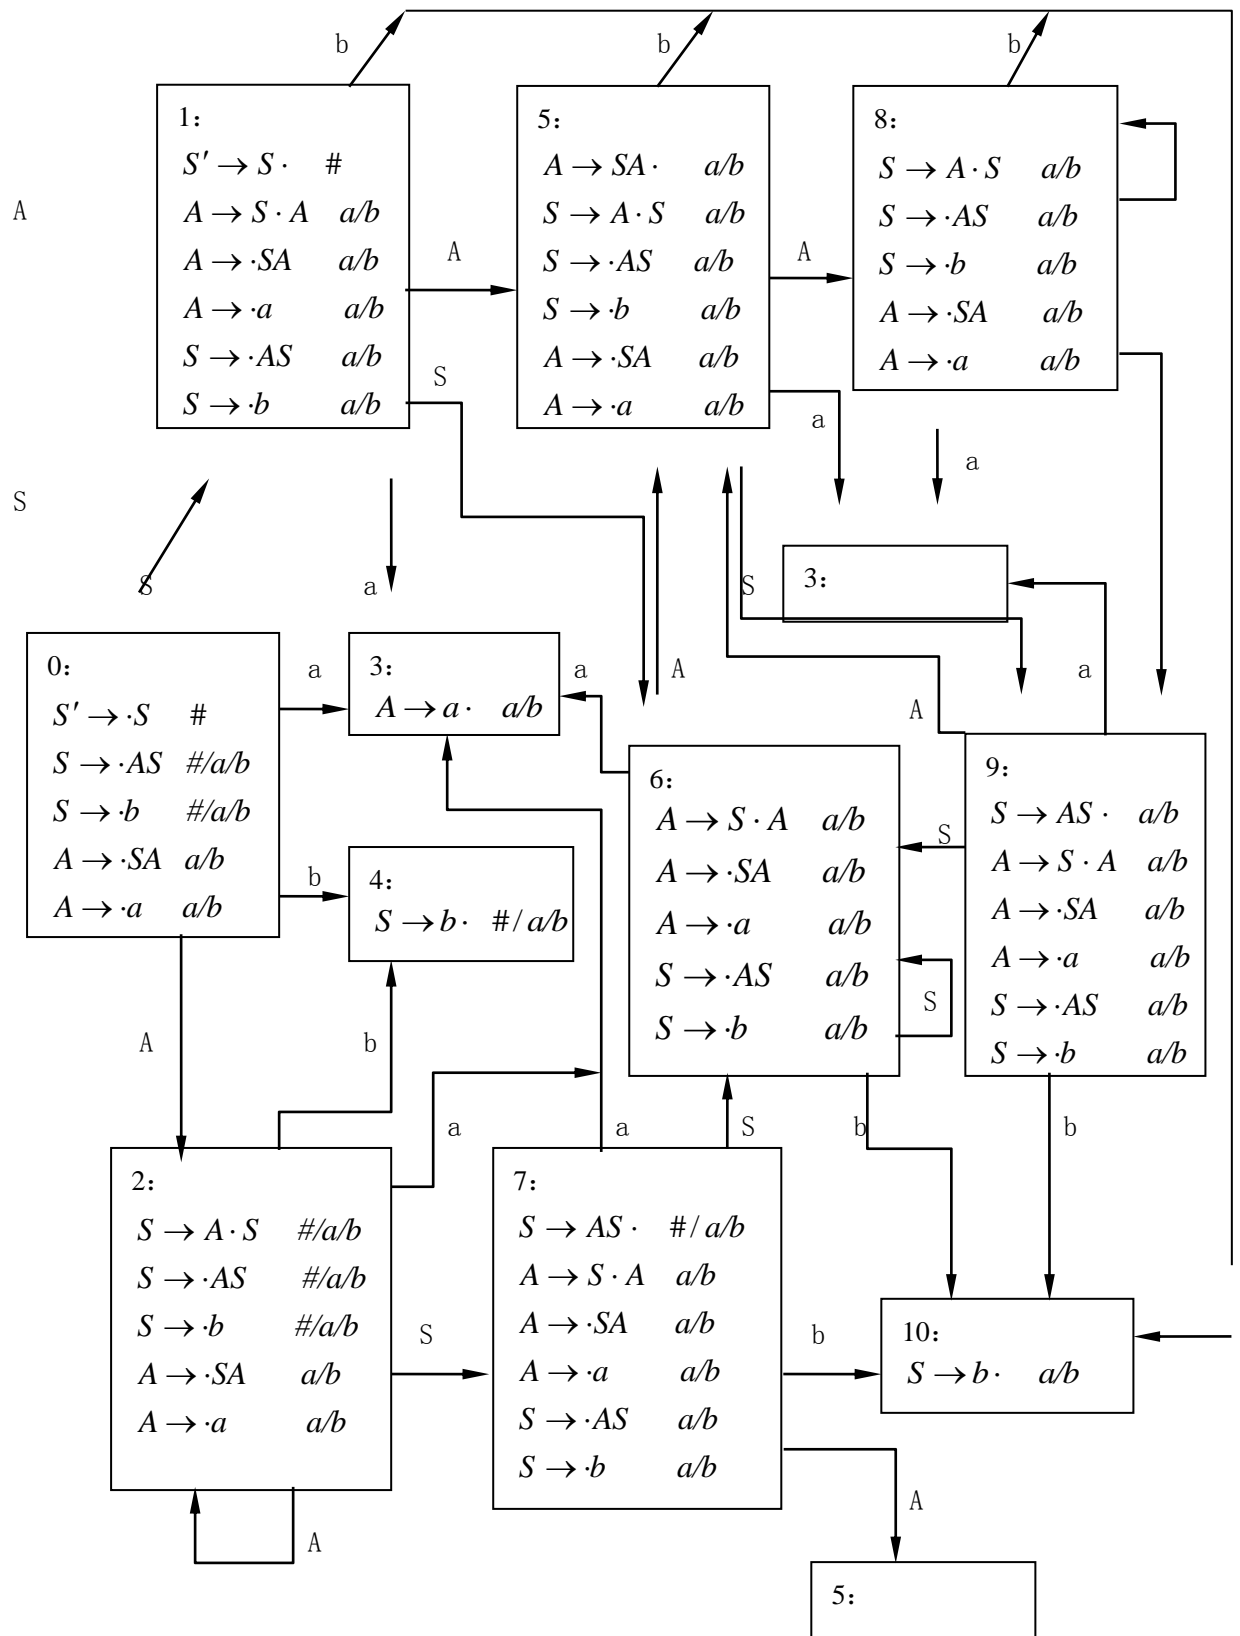 b
b
b
1：
S′ → S· #
A → S·A a/b
A → ·SA a/b
A → ·a a/b
S → ·AS a/b
S → ·b a/b
5：
A → SA· a/b
S → A·S a/b
S → ·AS a/b
S → ·b a/b
A → ·SA a/b
A → ·a a/b
8：
S → A·S a/b
S → ·AS a/b
S → ·b a/b
A → ·SA a/b
A → ·a a/b
A
A
A
S
a
a
S
S
a
S
3：
0：
S′ → ·S #
S → ·AS #/a/b
S → ·b #/a/b
A → ·SA a/b
A → ·a a/b
a
3：
A → a· a/b
a
A
A
a
b
4：
S → b· #/a/b
6：
A → S·A a/b
A → ·SA a/b
A → ·a a/b
S → ·AS a/b
S → ·b a/b
S
S
9：
S → AS· a/b
A → S·A a/b
A → ·SA a/b
A → ·a a/b
S → ·AS a/b
S → ·b a/b
A
b
a
a
S
b
b
2：
S → A·S #/a/b
S → ·AS #/a/b
S → ·b #/a/b
A → ·SA a/b
A → ·a a/b
S
7：
S → AS· #/a/b
A → S·A a/b
A → ·SA a/b
A → ·a a/b
S → ·AS a/b
S → ·b a/b
b
10：
S → b· a/b
A
A
5：